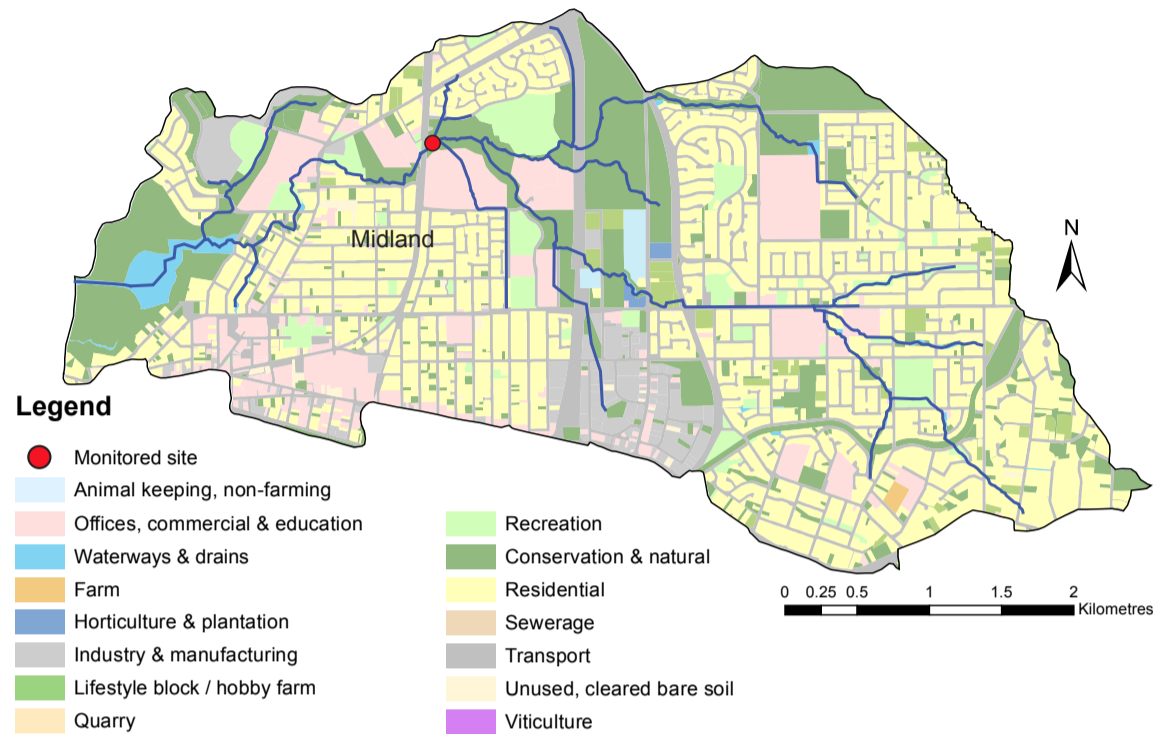 N
Midland
Legend
Monitored site
Animal keeping, non-farming
Offices, commercial & education
Waterways & drains
Farm
Horticulture & plantation
Industry & manufacturing
Lifestyle block / hobby farm
Quarry
Recreation
Conservation & natural
Residential
Sewerage
Transport
Unused, cleared bare soil
Viticulture
0 0.25 0.5 1 1.5 2
Kilometres